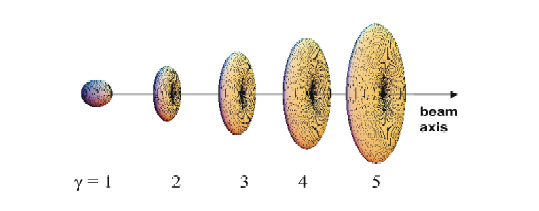 beam
axis
γ = 1 2 3 4 5